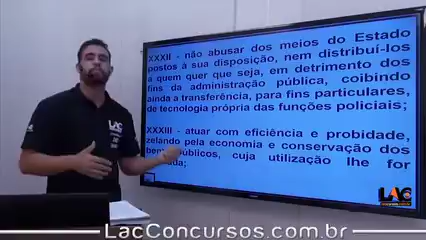 XXXII - não abusar dos meios do Estado
postos à sua disposição, nem distribuí-los
a quem quer que seja, em detrimento dos
fins da administração pública, coibindo
ainda a transferência, para fins particulares,
de tecnologia própria das funções policiais;
XXXIII - atuar com eficiência e probidade,
zelando pela economia e conservação dos
públicos, cuja utilização lhe for
LAC
LAC
LacConcursos.com.br